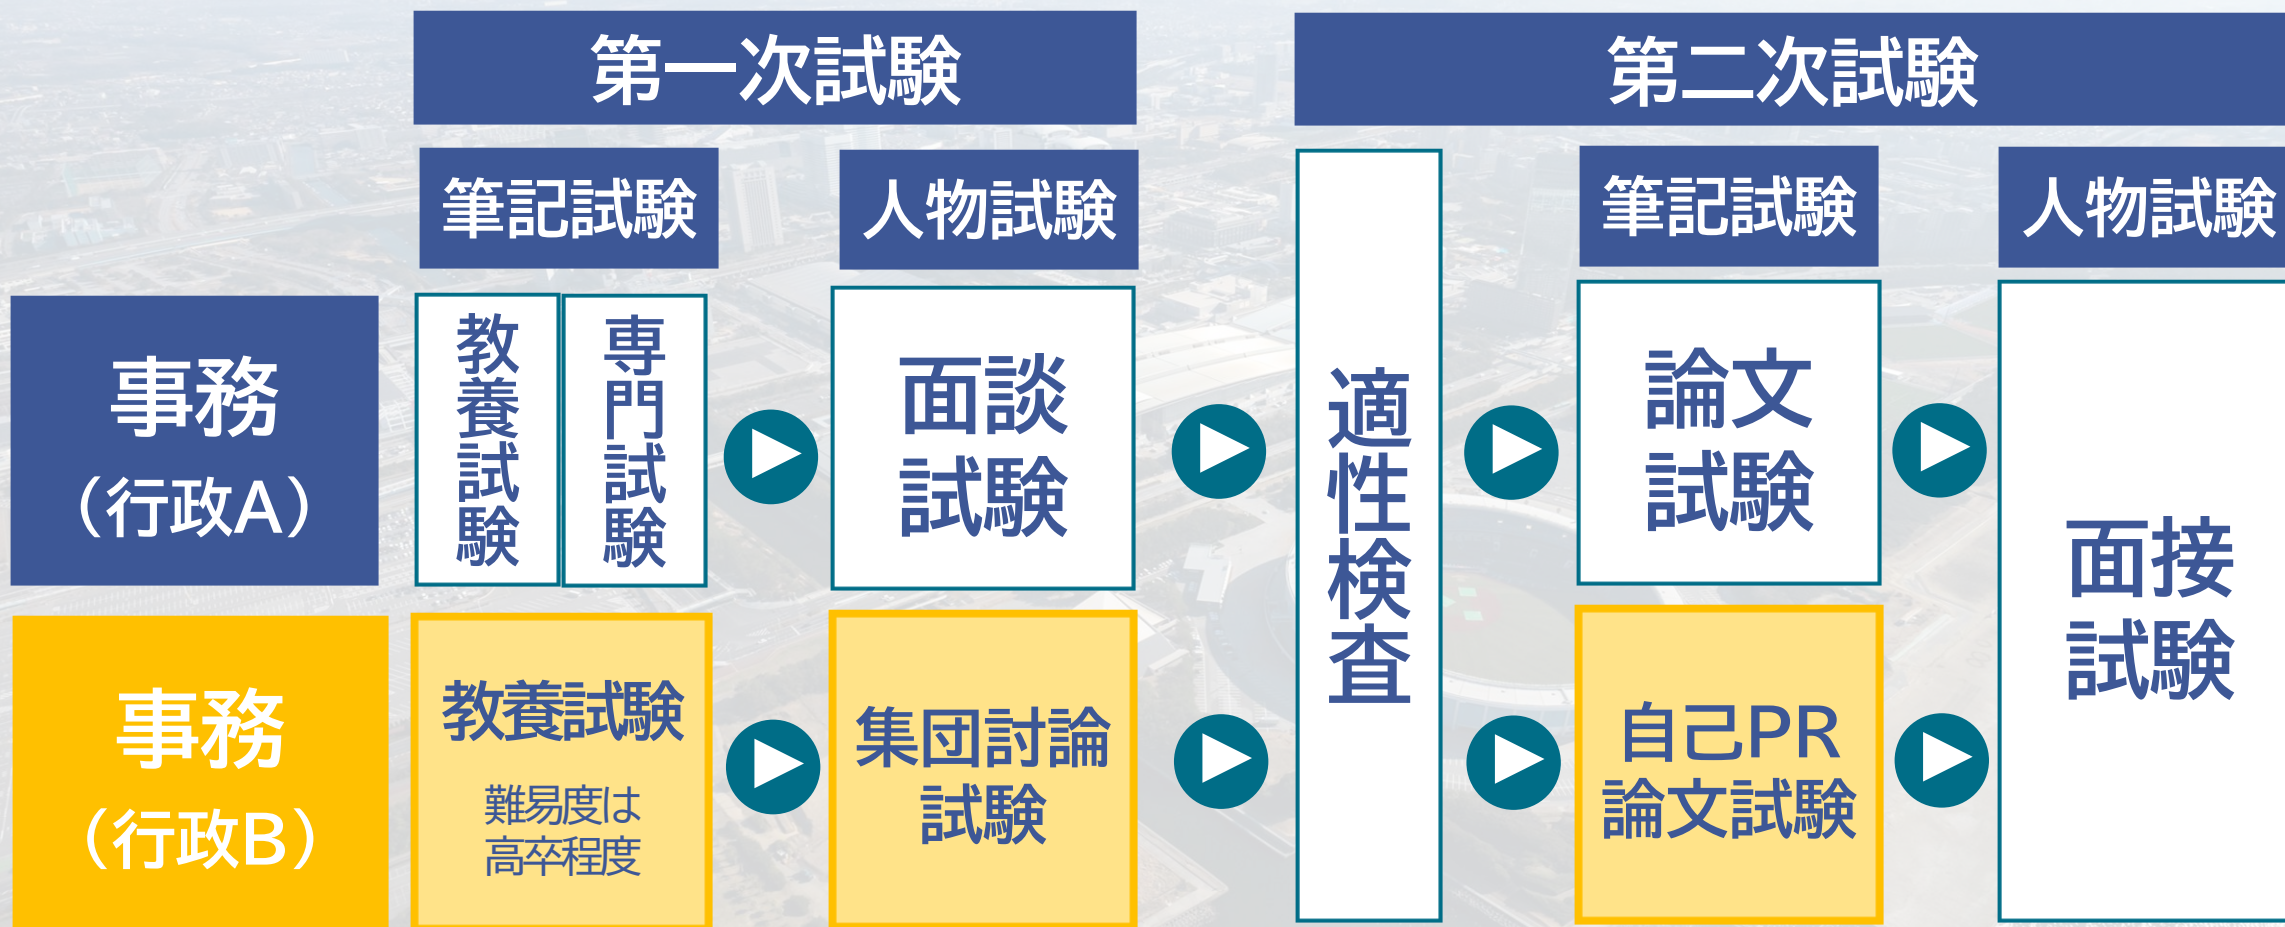 第一次試験
第二次試験
筆記試験
人物試験
筆記試験
人物試験
事務
（行政A）
教養試験
専門試験
面談
試験
適性検査
論文
試験
面接
試験
事務
（行政B）
教養試験
難易度は
高卒程度
集団討論
試験
自己PR
論文試験